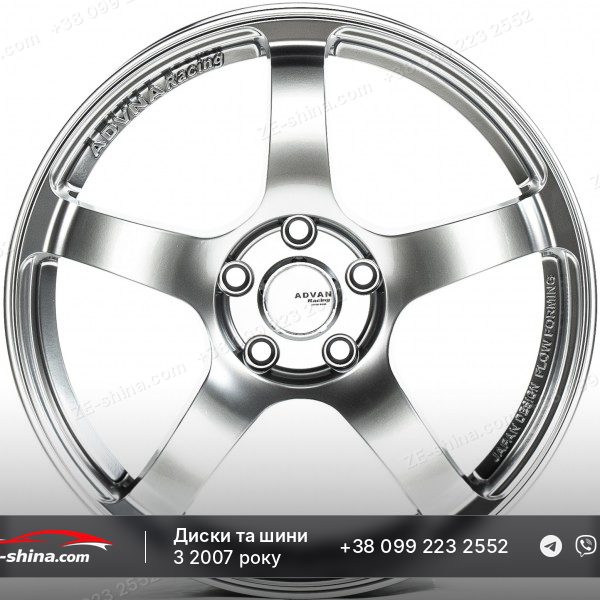 +38 099 223 2552
ZE-shina.com
ADVNA Racing
ADVAN
Racing
JAPAN DESIGN FLOW FORMING
-shina.com
Диски та шини
З 2007 року
+38 099 223 2552